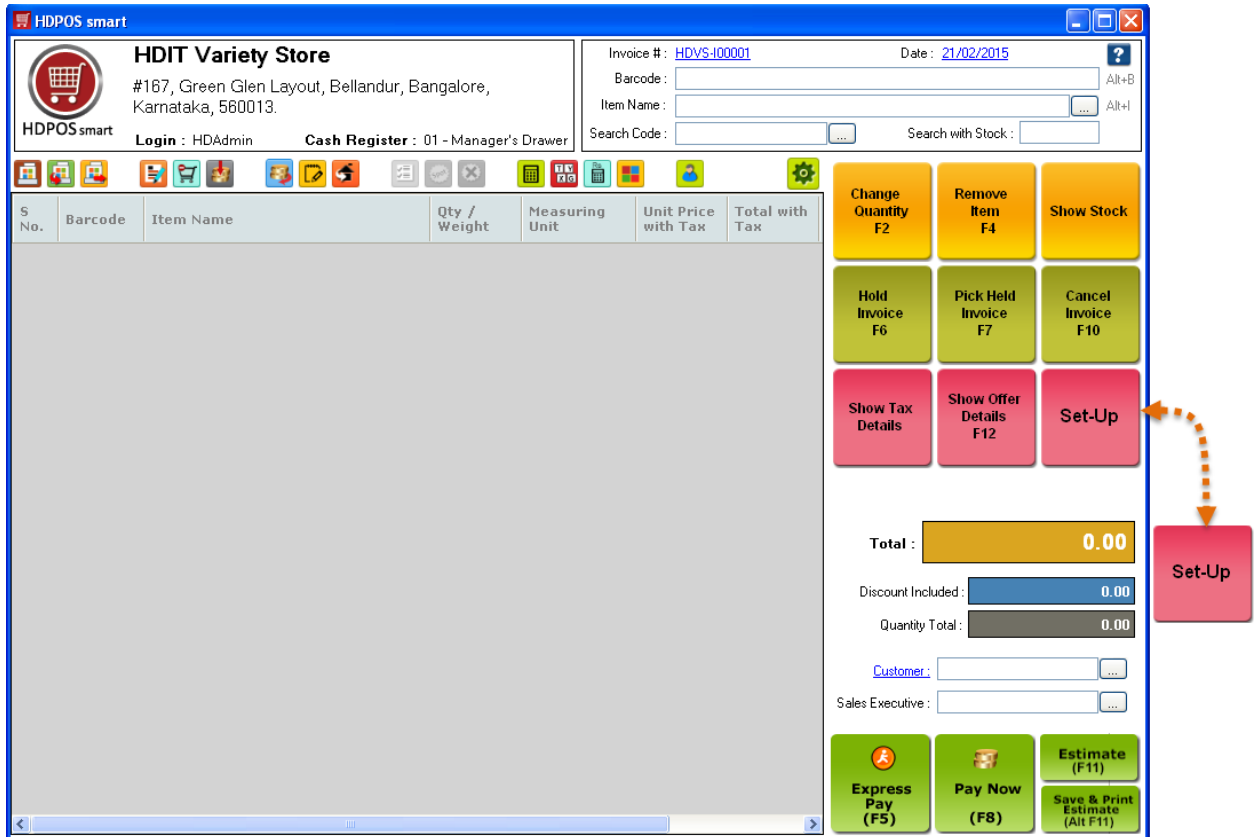 HDPOS smart
HDIT Variety Store
#167, Green Glen Layout, Bellandur, Bangalore,
Karnataka, 560013.
HDPOS smart
Login : HDAdmin Cash Register : 01 - Manager's Drawer
Invoice # : HDVS-I00001 Date : 21/02/2015 ?
Barcode : Alt+B
Item Name : ... Alt+I
Search Code : ... Search with Stock :
S No. Barcode Item Name Qty / Weight Measuring Unit Unit Price with Tax Total with Tax
Change
Quantity
F2
Remove
Item
F4
Show Stock
Hold
Invoice
F6
Pick Held
Invoice
F7
Cancel
Invoice
F10
Show Tax
Details
Show Offer
Details
F12
Set-Up
Total : 0.00
Set-Up
Discount Included : 0.00
Quantity Total : 0.00
Customer : ...
Sales Executive : ...
Express
Pay
(F5)
Pay Now
(F8)
Estimate
(F11)
Save & Print
Estimate
(Alt F11)